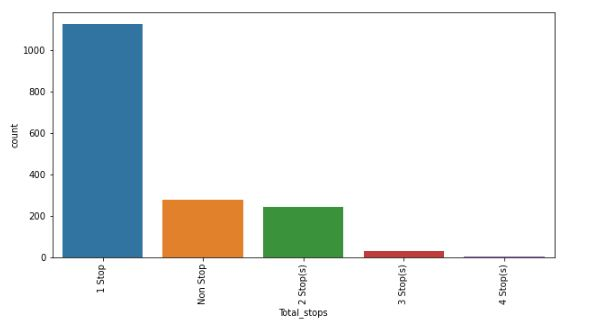 1000
800
600
400
200
0
count
1 Stop
Non Stop
2 Stop(s)
3 Stop(s)
4 Stop(s)
Total_stops